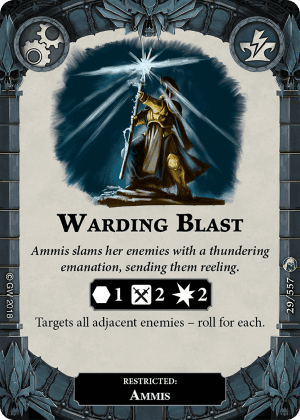 WARDING BLAST
Ammis slams her enemies with a thundering
emanation, sending them reeling.
1 2 2
Targets all adjacent enemies – roll for each.
© GW 2018
29/557
RESTRICTED:
AMMIS